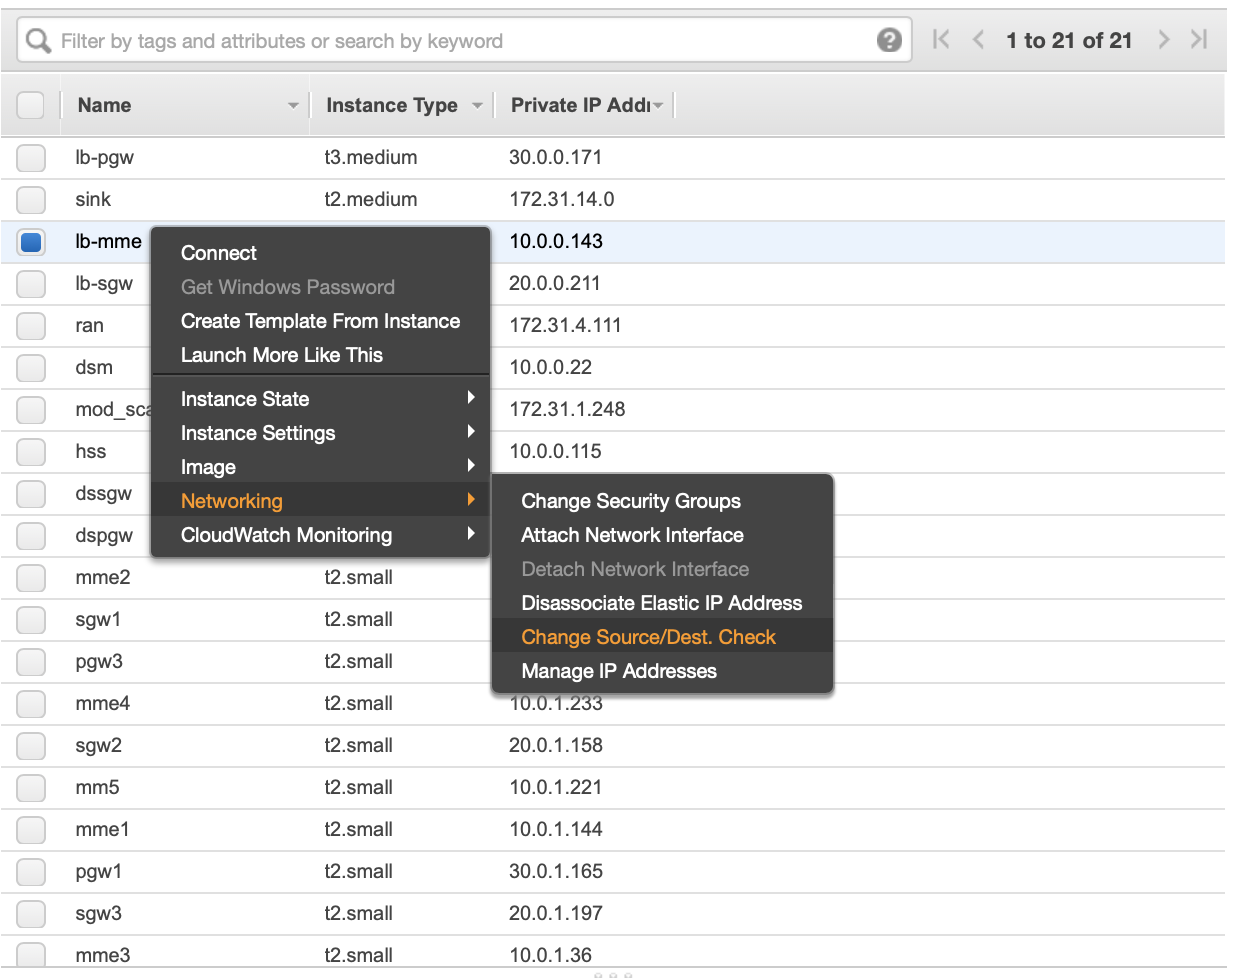 Filter by tags and attributes or search by keyword ? 1 to 21 of 21
Name Instance Type Private IP Addr
lb-pgw t3.medium 30.0.0.171
sink t2.medium 172.31.14.0
lb-mme 10.0.0.143
Connect
lb-sgw 20.0.0.211
Get Windows Password
ran Create Template From Instance 172.31.4.111
Launch More Like This
dsm 10.0.0.22
Instance State
mod_sca 172.31.1.248
Instance Settings
hss 10.0.0.115
Image
dssgw Networking Change Security Groups
dspgw CloudWatch Monitoring Attach Network Interface
Detach Network Interface
mme2 t2.small
Disassociate Elastic IP Address
sgw1 t2.small
Change Source/Dest. Check
pgw3 t2.small Manage IP Addresses
mme4 t2.small 10.0.1.233
sgw2 t2.small 20.0.1.158
mm5 t2.small 10.0.1.221
mme1 t2.small 10.0.1.144
pgw1 t2.small 30.0.1.165
sgw3 t2.small 20.0.1.197
mme3 t2.small 10.0.1.36